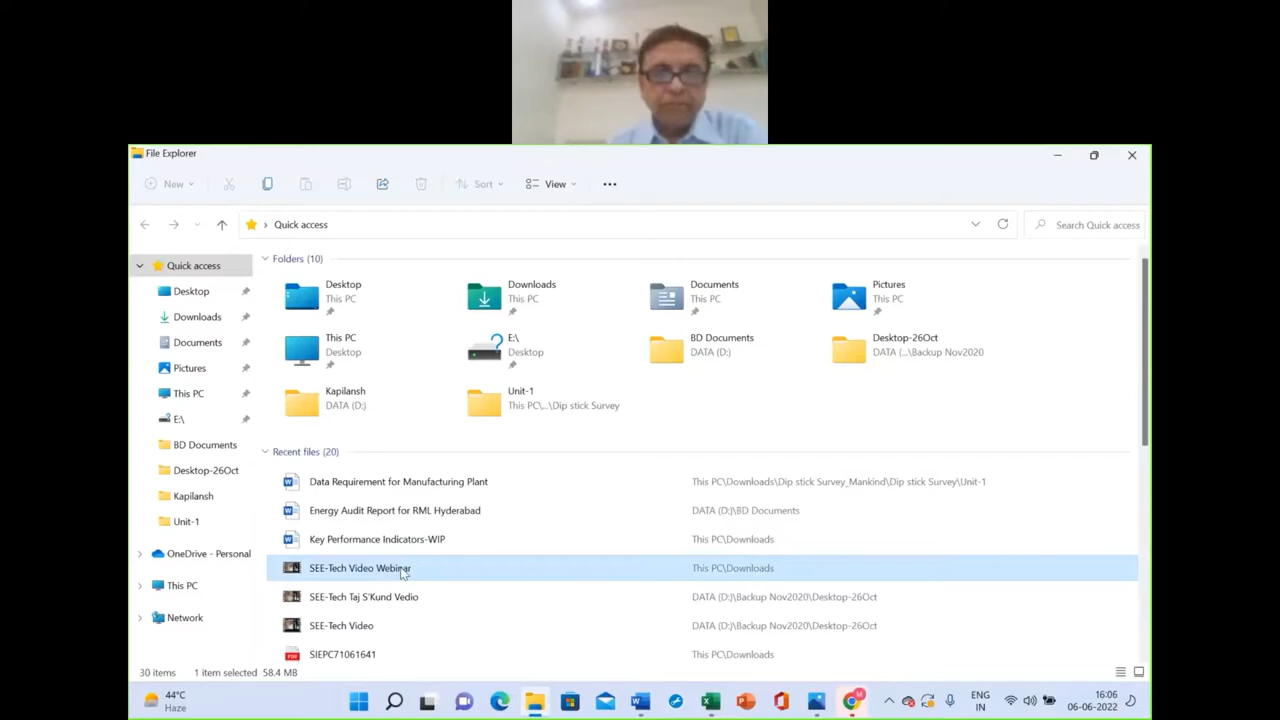 File Explorer
New
Sort
View
Quick access
Search Quick access
Quick access
Desktop
Downloads
Documents
Pictures
This PC
E:\
BD Documents
Desktop-26Oct
Kapilansh
Unit-1
OneDrive - Personal
This PC
Network
Folders (10)
Desktop
This PC
Downloads
This PC
Documents
This PC
Pictures
This PC
This PC
Desktop
E:\
Desktop
BD Documents
DATA (D:)
Desktop-26Oct
DATA (...\Backup Nov2020
Kapilansh
DATA (D:)
Unit-1
This PC\...\Dip stick Survey
Recent files (20)
Data Requirement for Manufacturing Plant This PC\Downloads\Dip stick Survey_Mankind\Dip stick Survey\Unit-1
Energy Audit Report for RML Hyderabad DATA (D:)\BD Documents
Key Performance Indicators-WIP This PC\Downloads
SEE-Tech Video Webinar This PC\Downloads
SEE-Tech Taj S'Kund Vedio DATA (D:)\Backup Nov2020\Desktop-26Oct
SEE-Tech Video DATA (D:)\Backup Nov2020\Desktop-26Oct
SIEPC71061641 This PC\Downloads
30 items 1 item selected 58.4 MB
44°C
Haze
ENG
IN
16:06
06-06-2022